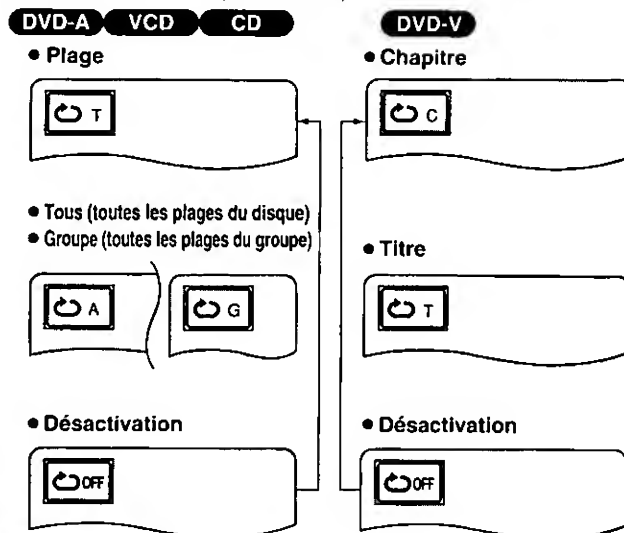 DVD-A VCD CD
• Plage
T
• Tous (toutes les plages du disque)
• Groupe (toutes les plages du groupe)
A
G
• Désactivation
OFF
DVD-V
• Chapitre
C
• Titre
T
• Désactivation
OFF